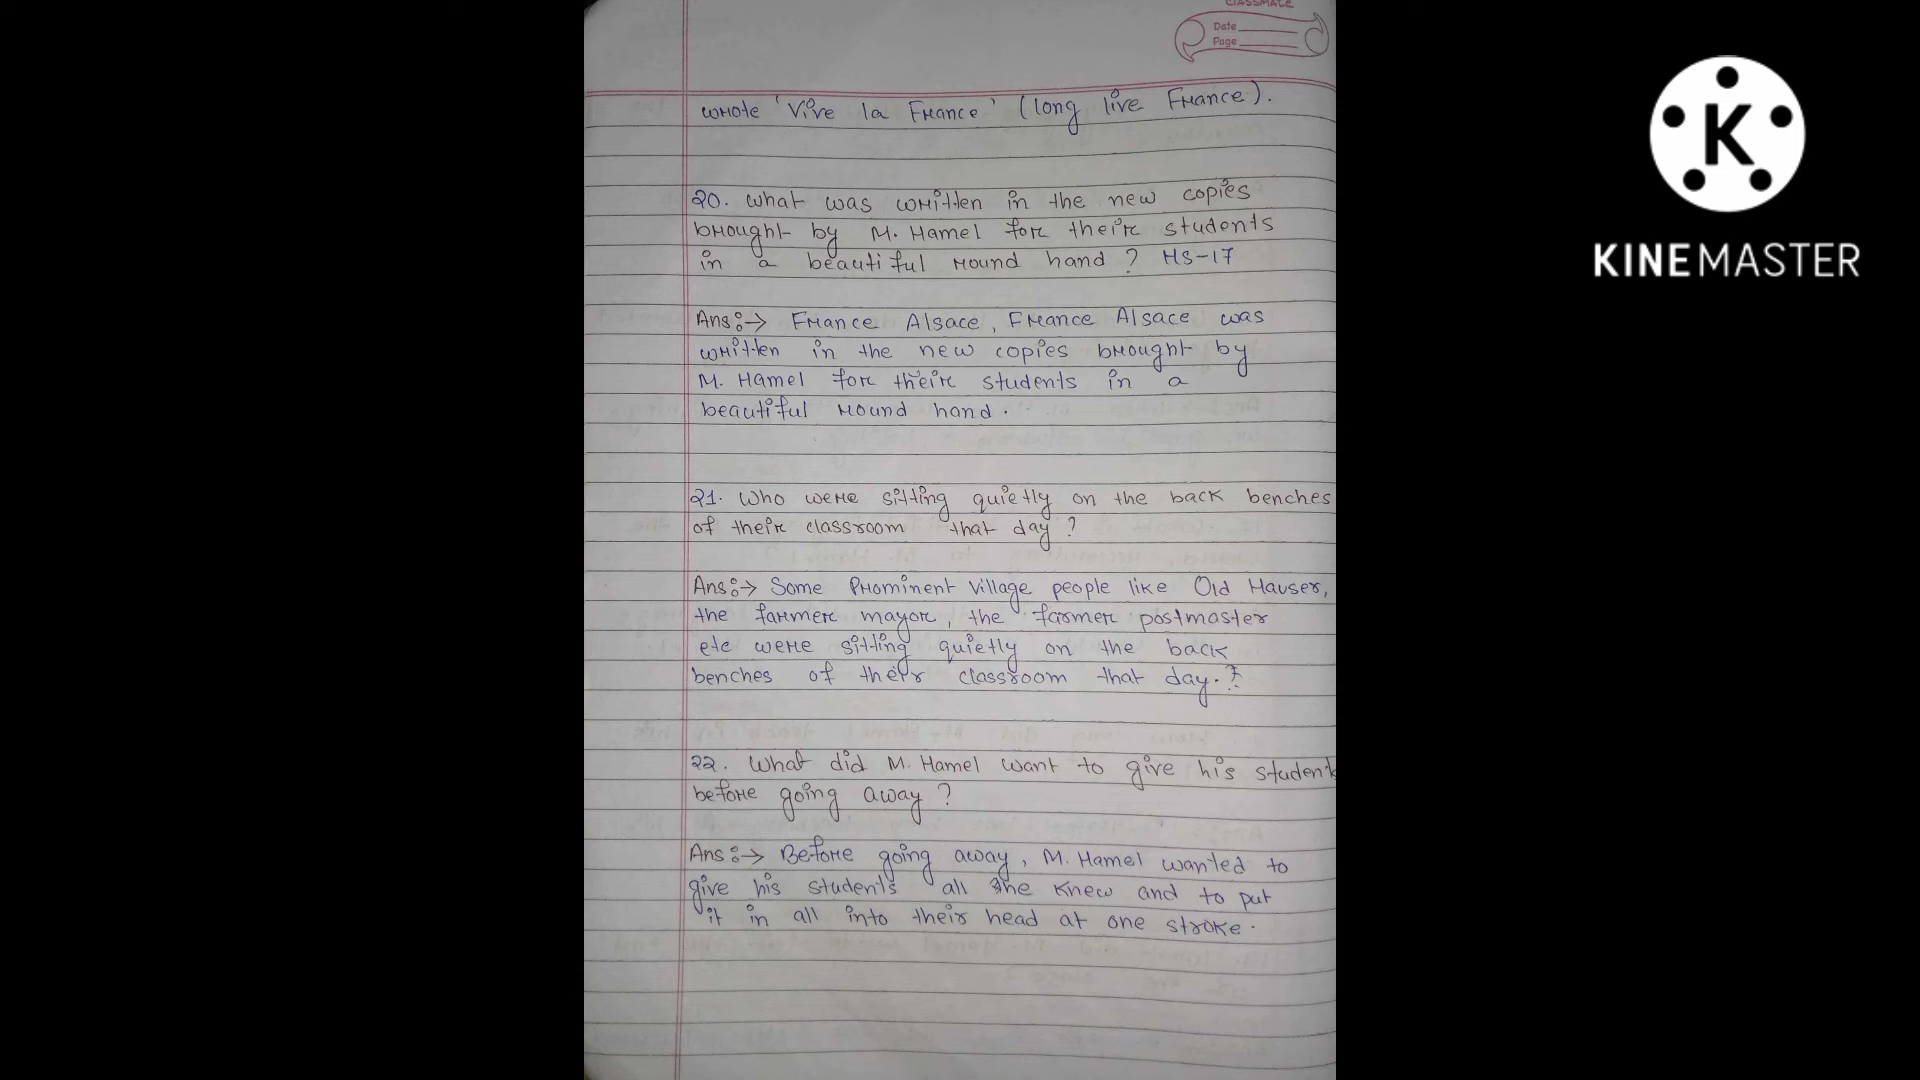 classmate
Date
Page
wrote 'Vive la France' (long live France).
20. What was written in the new copies
brought by M. Hamel for their students
in a beautiful round hand? HS-17
Ans:→ France Alsace, France Alsace was
written in the new copies brought by
M. Hamel for their students in a
beautiful round hand.
21. Who were sitting quietly on the back benches
of their classroom that day?
Ans:→ Some Prominent Village people like Old Hauser,
the farmer mayor, the farmer postmaster
etc were sitting quietly on the back
benches of their classroom that day.
22. What did M. Hamel want to give his student
before going away?
Ans:→ Before going away, M. Hamel wanted to
give his students all he knew and to put
it in all into their head at one stroke.
KINEMASTER